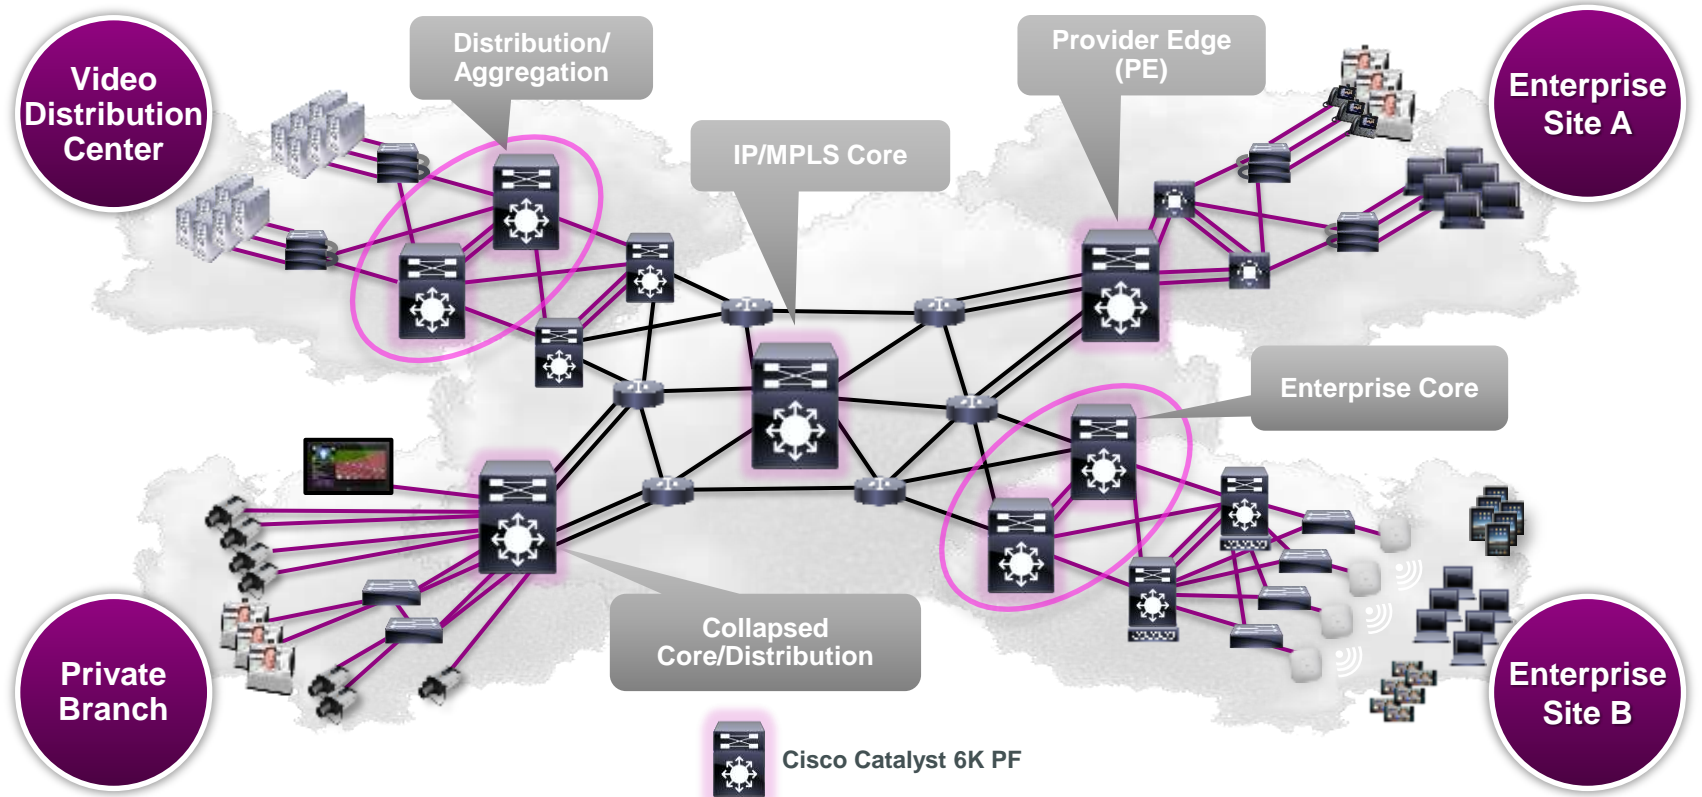 Video
Distribution
Center
Distribution/
Aggregation
IP/MPLS Core
Provider Edge
(PE)
Enterprise
Site A
Enterprise Core
Private
Branch
Collapsed
Core/Distribution
Enterprise
Site B
Cisco Catalyst 6K PF